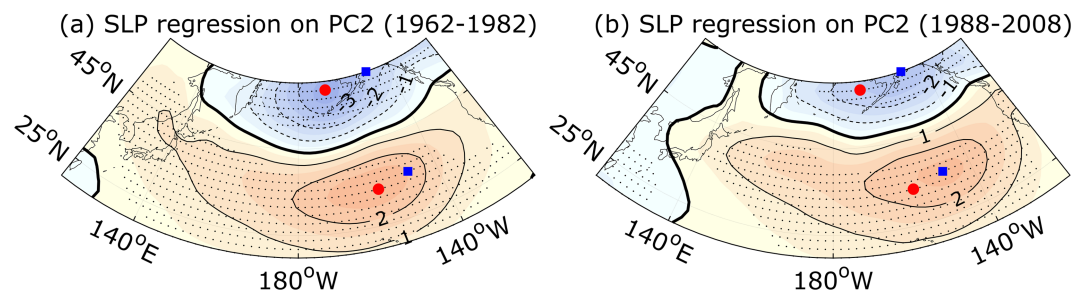 (a) SLP regression on PC2 (1962-1982)
45°N
25°N
140°E
180°W
140°W
-3
-2
-1
2
1
(b) SLP regression on PC2 (1988-2008)
45°N
25°N
140°E
180°W
140°W
-2
-1
1
2